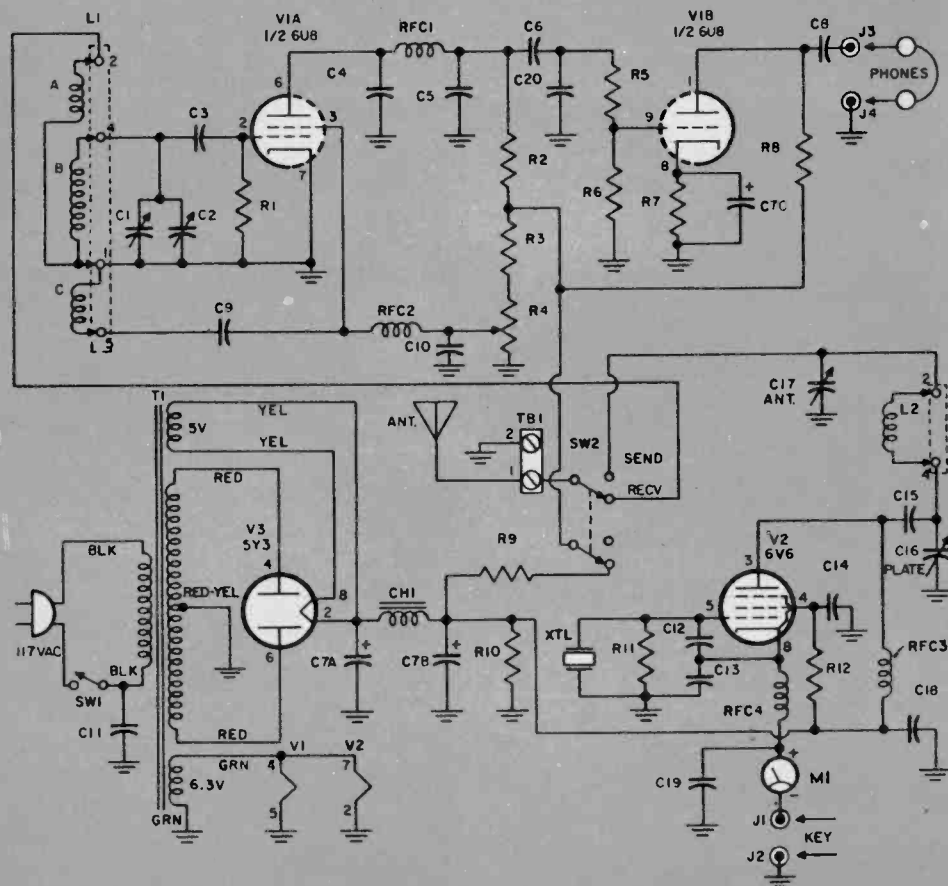 L1
V1A
1/2 6U8
RFC1
C6
V1B
1/2 6U8
C8
J3
2
A
6
C4
C5
C20
R5
1
PHONES
4
C3
2
3
9
J4
B
7
R2
8
R8
C1
C2
R1
R6
R7
+
C7C
1
R3
C
C9
RFC2
R4
C10
L1
5
T1
YEL
5V
YEL
ANT.
TB1
2
1
SW2
SEND
RECV
C17
ANT.
2
L2
4
RED
V3
5Y3
4
R9
V2
6V6
3
C15
C14
C16
PLATE
BLK
RED-YEL
8
2
CH1
5
4
XTL
R11
C12
C13
8
R12
RFC3
117VAC
6
+
C7A
+
C7B
R10
BLK
SW1
C11
RED
RFC4
C18
GRN
V1
4
V2
7
6.3V
5
2
C19
+
M1
-
GRN
J1
KEY
J2